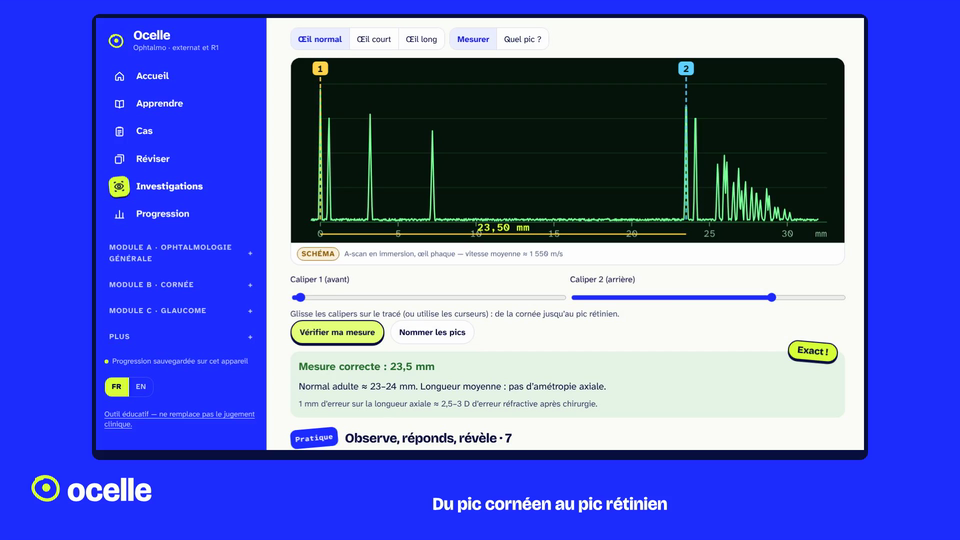 Ocelle
Ophtalmo · externat et R1
Accueil
Apprendre
Cas
Réviser
Investigations
Progression
MODULE A · OPHTALMOLOGIE
GÉNÉRALE +
MODULE B · CORNÉE +
MODULE C · GLAUCOME +
PLUS +
Progression sauvegardée sur cet appareil
FR EN
Outil éducatif — ne remplace pas le jugement
clinique.
Œil normal Œil court Œil long Mesurer Quel pic ?
1 2
23,50 mm
0 5 10 15 20 25 30 mm
SCHÉMA A-scan en immersion, œil phaque — vitesse moyenne ≈ 1 550 m/s
Caliper 1 (avant) Caliper 2 (arrière)
Glisse les calipers sur le tracé (ou utilise les curseurs) : de la cornée jusqu'au pic rétinien.
Vérifier ma mesure Nommer les pics
Exact !
Mesure correcte : 23,5 mm
Normal adulte ≈ 23–24 mm. Longueur moyenne : pas d'amétropie axiale.
1 mm d'erreur sur la longueur axiale ≈ 2,5–3 D d'erreur réfractive après chirurgie.
Pratique Observe, réponds, révèle · 7
ocelle
Du pic cornéen au pic rétinien